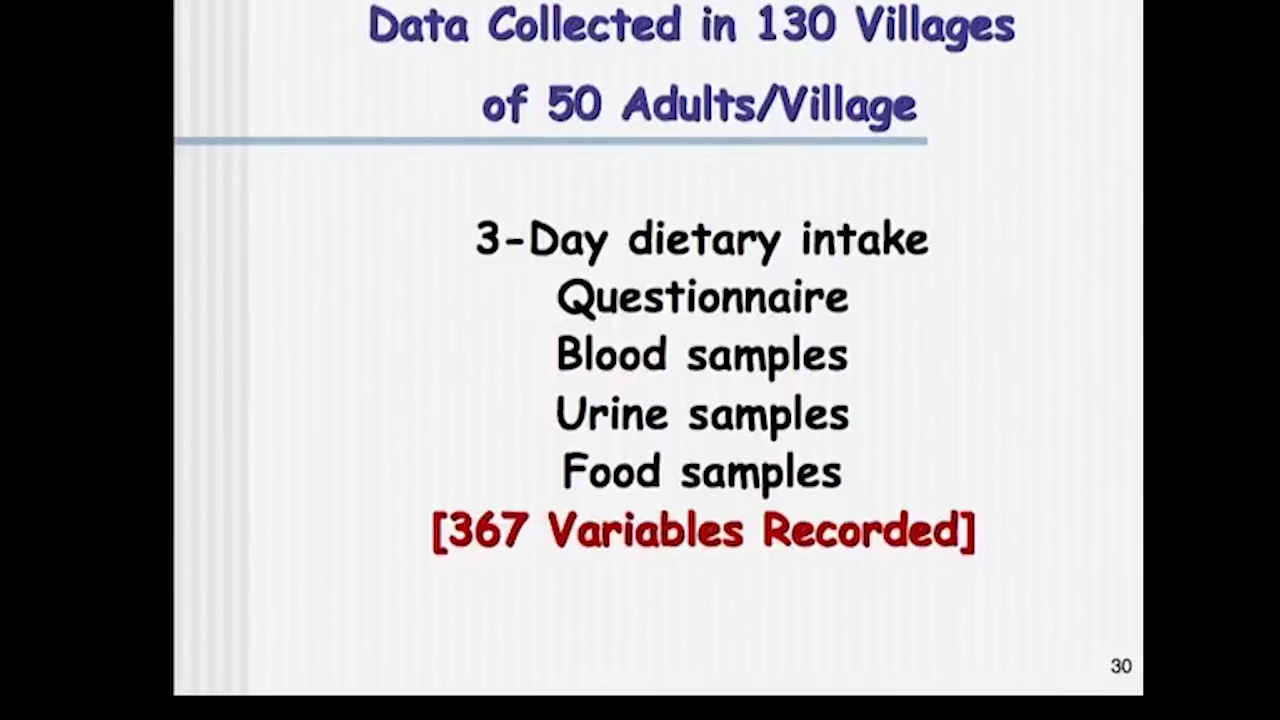 Data Collected in 130 Villages
of 50 Adults/Village
3-Day dietary intake
Questionnaire
Blood samples
Urine samples
Food samples
[367 Variables Recorded]
30